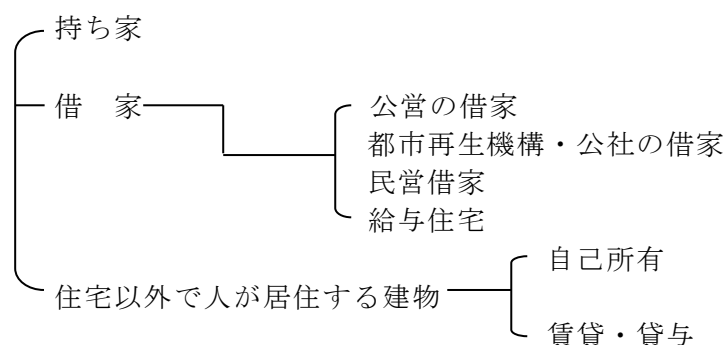 持ち家
借　家
公営の借家
都市再生機構・公社の借家
民営借家
給与住宅
住宅以外で人が居住する建物
自己所有
賃貸・貸与